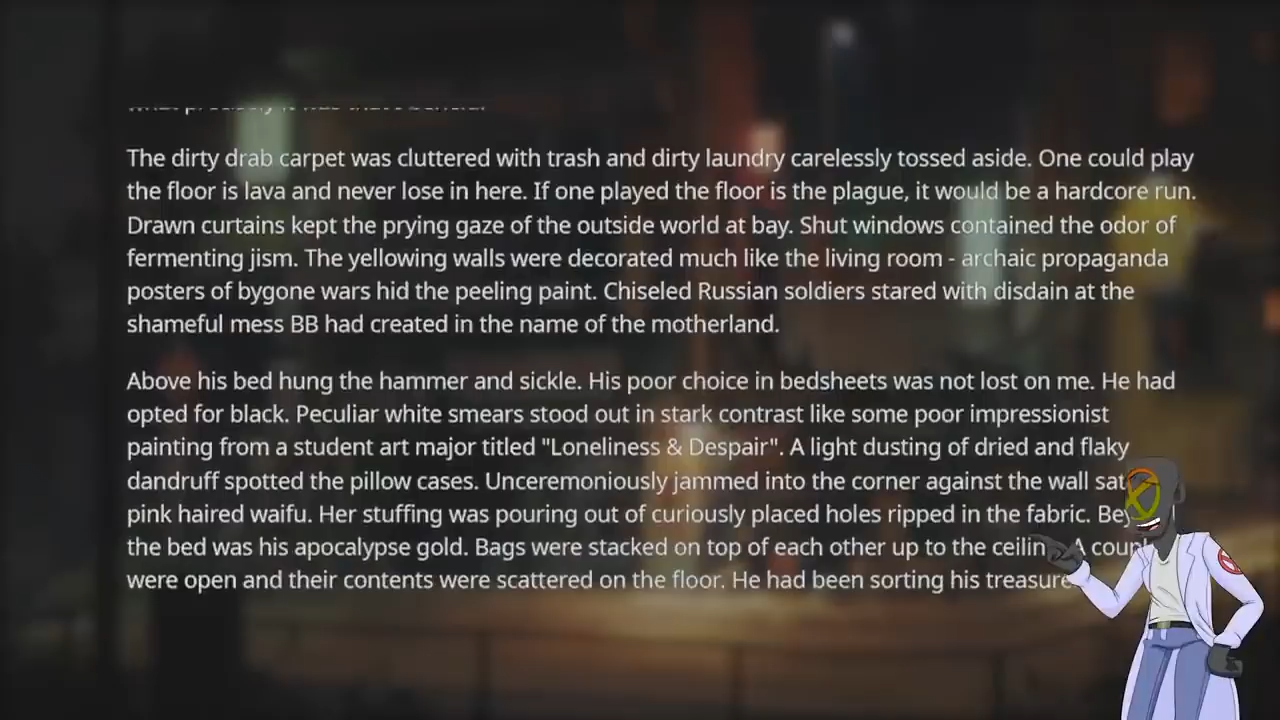 The dirty drab carpet was cluttered with trash and dirty laundry carelessly tossed aside. One could play
the floor is lava and never lose in here. If one played the floor is the plague, it would be a hardcore run.
Drawn curtains kept the prying gaze of the outside world at bay. Shut windows contained the odor of
fermenting jism. The yellowing walls were decorated much like the living room - archaic propaganda
posters of bygone wars hid the peeling paint. Chiseled Russian soldiers stared with disdain at the
shameful mess BB had created in the name of the motherland.
Above his bed hung the hammer and sickle. His poor choice in bedsheets was not lost on me. He had
opted for black. Peculiar white smears stood out in stark contrast like some poor impressionist
painting from a student art major titled "Loneliness & Despair". A light dusting of dried and flaky
dandruff spotted the pillow cases. Unceremoniously jammed into the corner against the wall sat
pink haired waifu. Her stuffing was pouring out of curiously placed holes ripped in the fabric.
the bed was his apocalypse gold. Bags were stacked on top of each other up to the A
were open and their contents were scattered on the floor. He had been sorting his